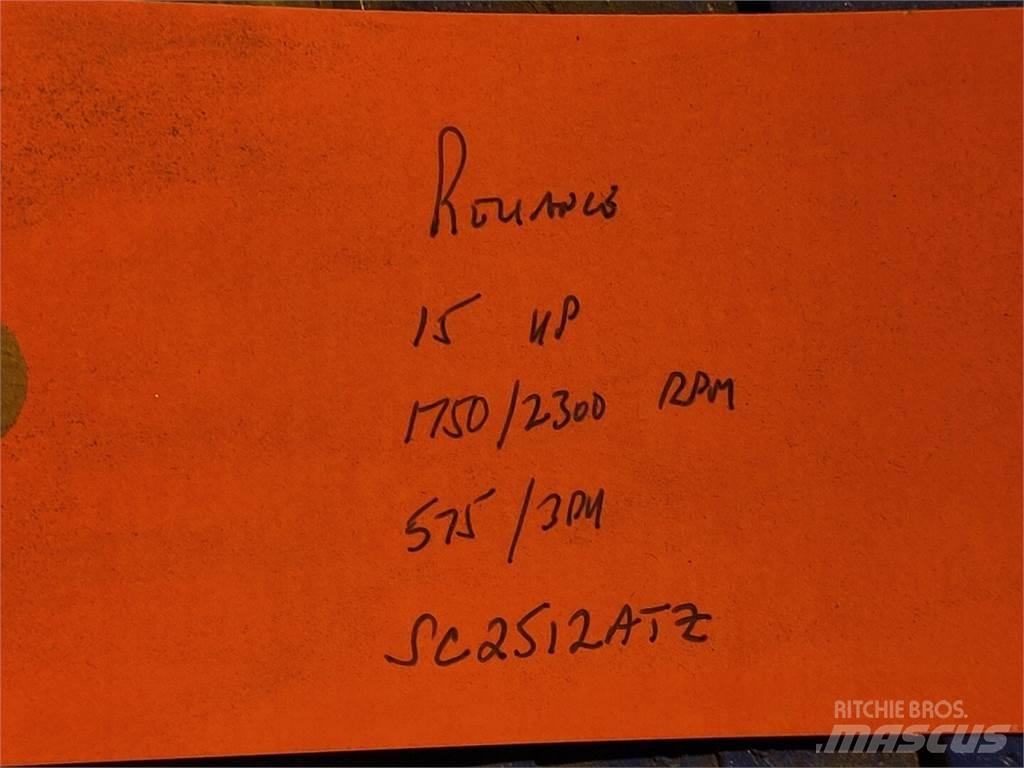 RELIANCE
15 HP
1750/2300 RPM
575/3PH
SC2512ATZ
RITCHIE BROS.
MASCUS